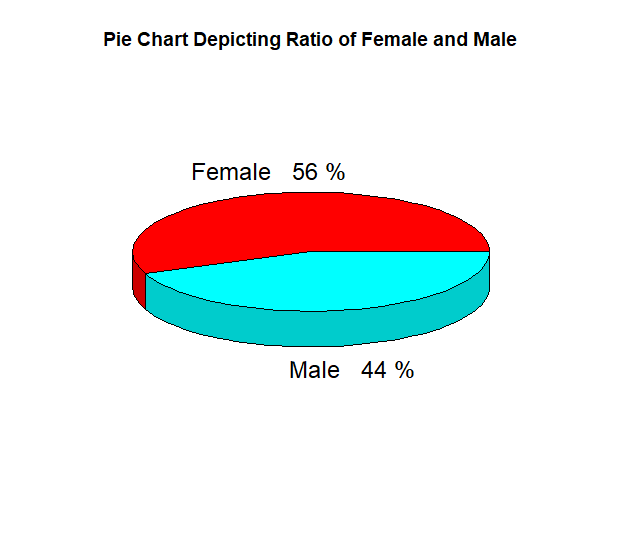 Pie Chart Depicting Ratio of Female and Male
Female 56 %
Male 44 %